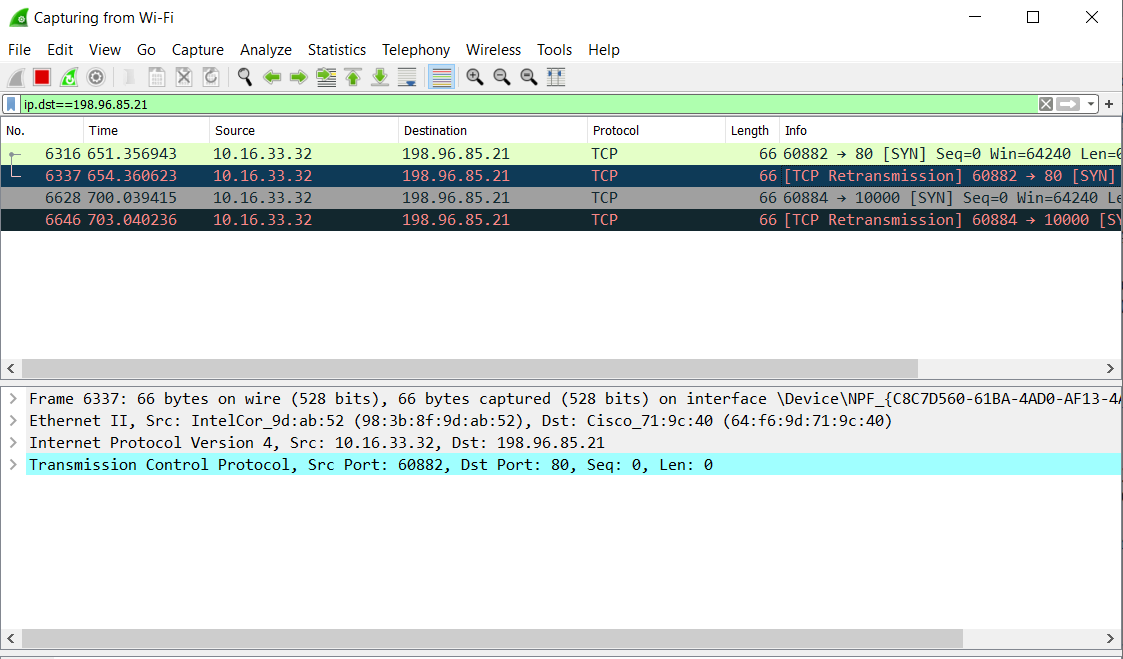 Capturing from Wi-Fi
File Edit View Go Capture Analyze Statistics Telephony Wireless Tools Help
ip.dst==198.96.85.21
No. Time Source Destination Protocol Length Info
6316 651.356943 10.16.33.32 198.96.85.21 TCP 66 60882 → 80 [SYN] Seq=0 Win=64240 Len=0
6337 654.360623 10.16.33.32 198.96.85.21 TCP 66 [TCP Retransmission] 60882 → 80 [SYN]
6628 700.039415 10.16.33.32 198.96.85.21 TCP 66 60884 → 10000 [SYN] Seq=0 Win=64240 Le
6646 703.040236 10.16.33.32 198.96.85.21 TCP 66 [TCP Retransmission] 60884 → 10000 [SY
Frame 6337: 66 bytes on wire (528 bits), 66 bytes captured (528 bits) on interface \Device\NPF_{C8C7D560-61BA-4AD0-AF13-4A
Ethernet II, Src: IntelCor_9d:ab:52 (98:3b:8f:9d:ab:52), Dst: Cisco_71:9c:40 (64:f6:9d:71:9c:40)
Internet Protocol Version 4, Src: 10.16.33.32, Dst: 198.96.85.21
Transmission Control Protocol, Src Port: 60882, Dst Port: 80, Seq: 0, Len: 0